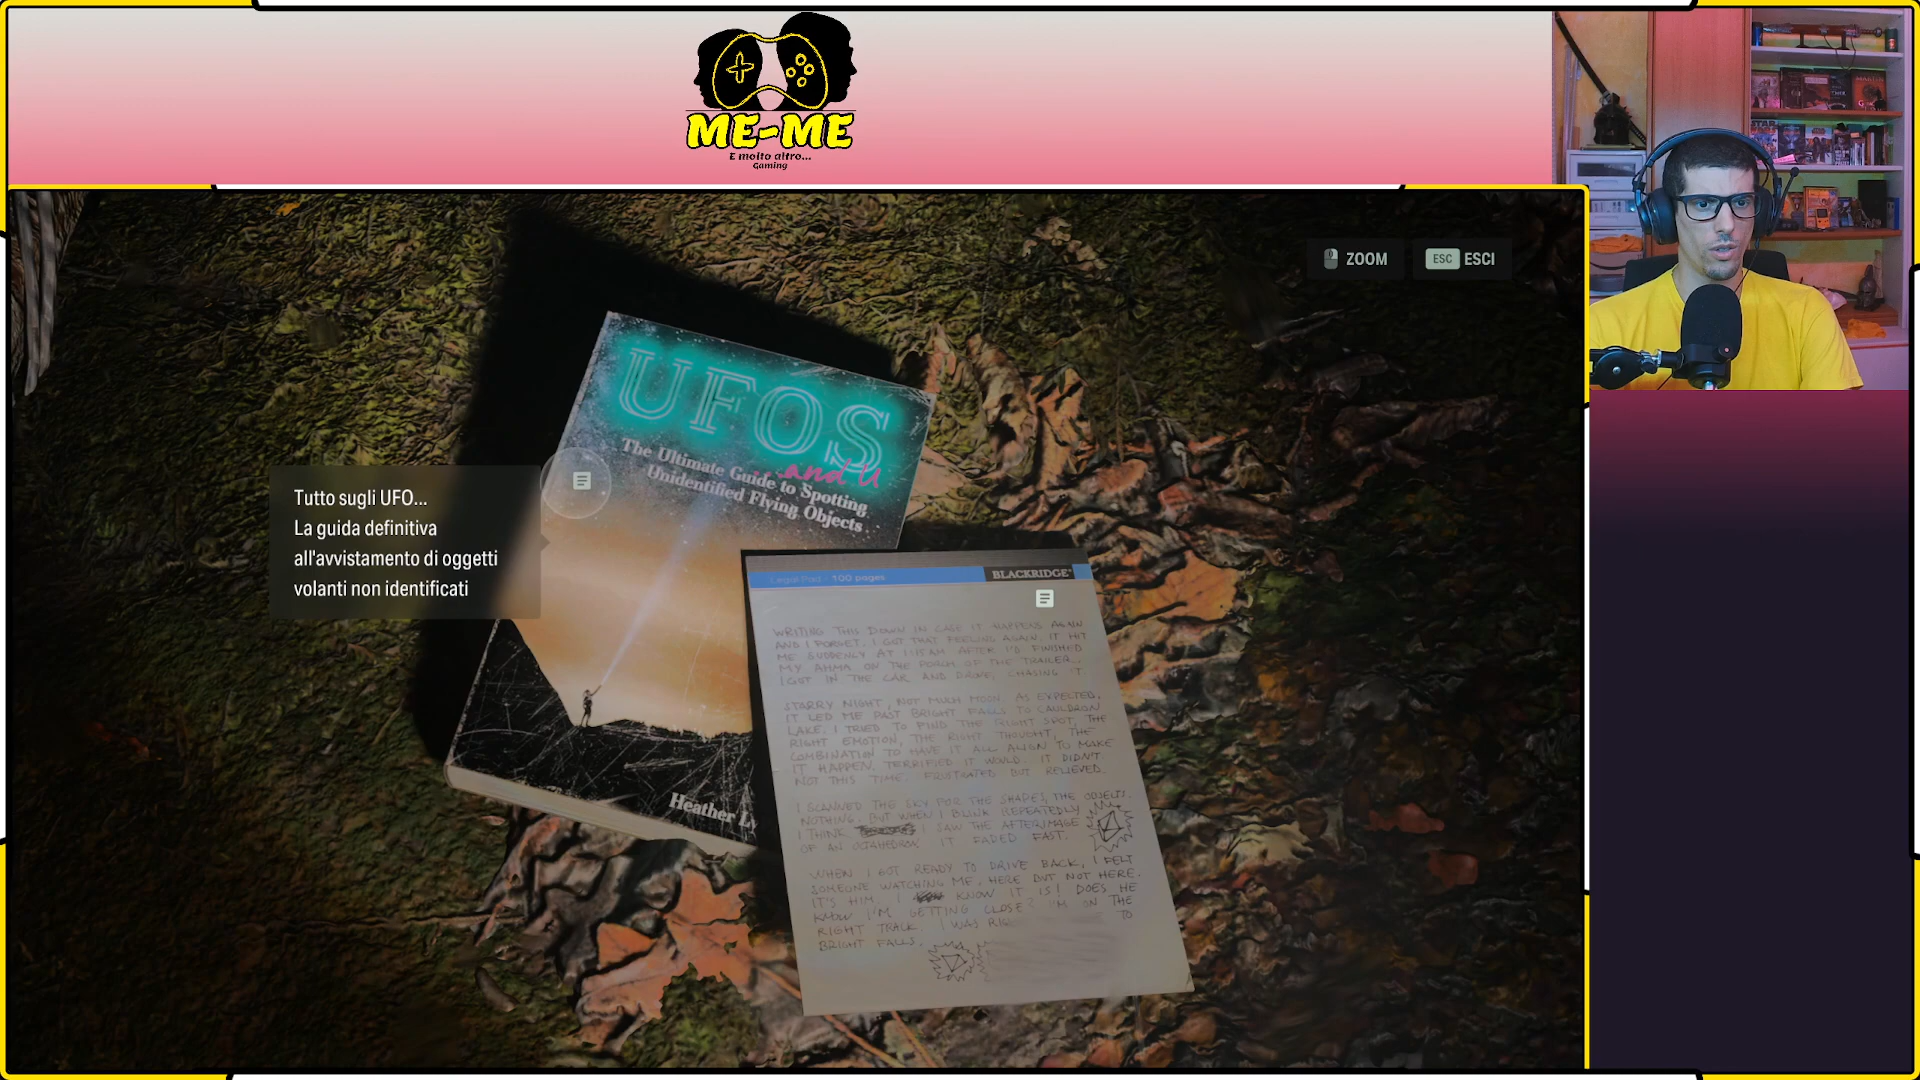 ME-ME
E molto altro...
Gaming
ZOOM
ESC ESCI
UFOS
and U
The Ultimate Guide to Spotting
Unidentified Flying Objects
Tutto sugli UFO...
La guida definitiva
all'avvistamento di oggetti
volanti non identificati
Heather
Legal Pad - 100 pages
BLACKRIDGE
WRITING THIS DOWN IN CASE IT HAPPENS AGAIN
AND I FORGET. I GOT THAT FEELING AGAIN. IT HIT
ME SUDDENLY AT 1:15AM AFTER I'D FINISHED
MY AHMA ON THE PORCH OF THE TRAILER.
I GOT IN THE CAR AND DROVE, CHASING IT.
STARRY NIGHT, NOT MUCH MOON. AS EXPECTED,
IT LED ME PAST BRIGHT FALLS TO CAULDRON
LAKE. I TRIED TO FIND THE RIGHT SPOT, THE
RIGHT EMOTION, THE RIGHT THOUGHT, THE
COMBINATION TO HAVE IT ALL ALIGN TO MAKE
IT HAPPEN. TERRIFIED IT WOULD. IT DIDN'T.
NOT THIS TIME. FRUSTRATED BUT RELIEVED.
I SCANNED THE SKY FOR THE SHAPES, THE OBJECTS.
NOTHING. BUT WHEN I BLINK REPEATEDLY
I THINK I SAW THE AFTERIMAGE
OF AN OCTAHEDRON. IT FADED FAST.
WHEN I GOT READY TO DRIVE BACK, I FELT
SOMEONE WATCHING ME, HERE BUT NOT HERE.
IT'S HIM. I KNOW IT IS! DOES HE
KNOW I'M GETTING CLOSE? I'M ON THE
RIGHT TRACK. I WAS TO
BRIGHT FALLS.